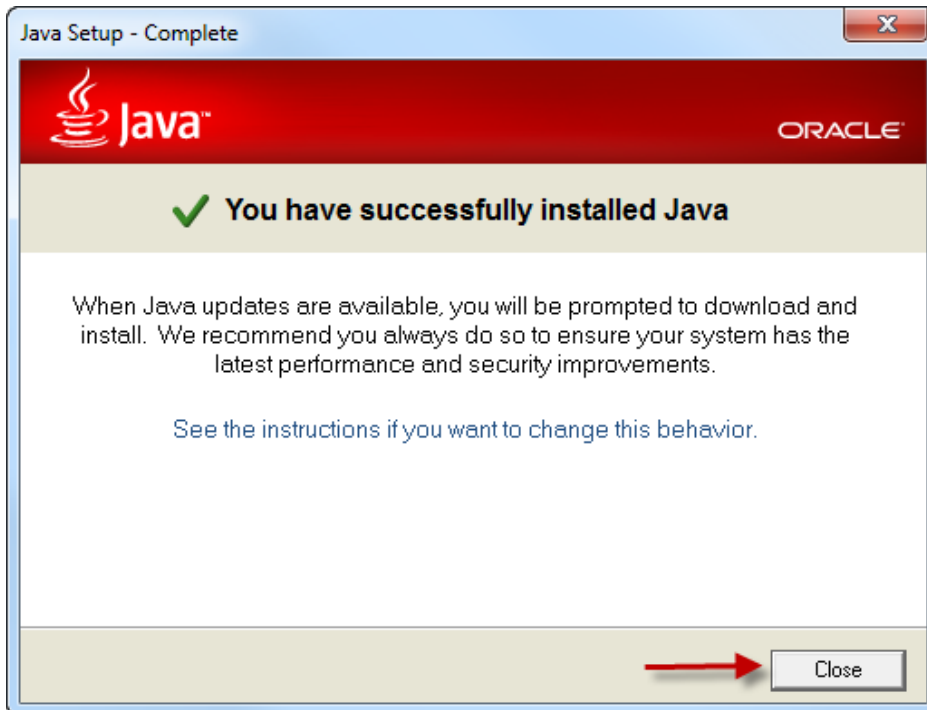 Java Setup - Complete
Java™
ORACLE®
You have successfully installed Java
When Java updates are available, you will be prompted to download and
install. We recommend you always do so to ensure your system has the
latest performance and security improvements.
See the instructions if you want to change this behavior.
Close